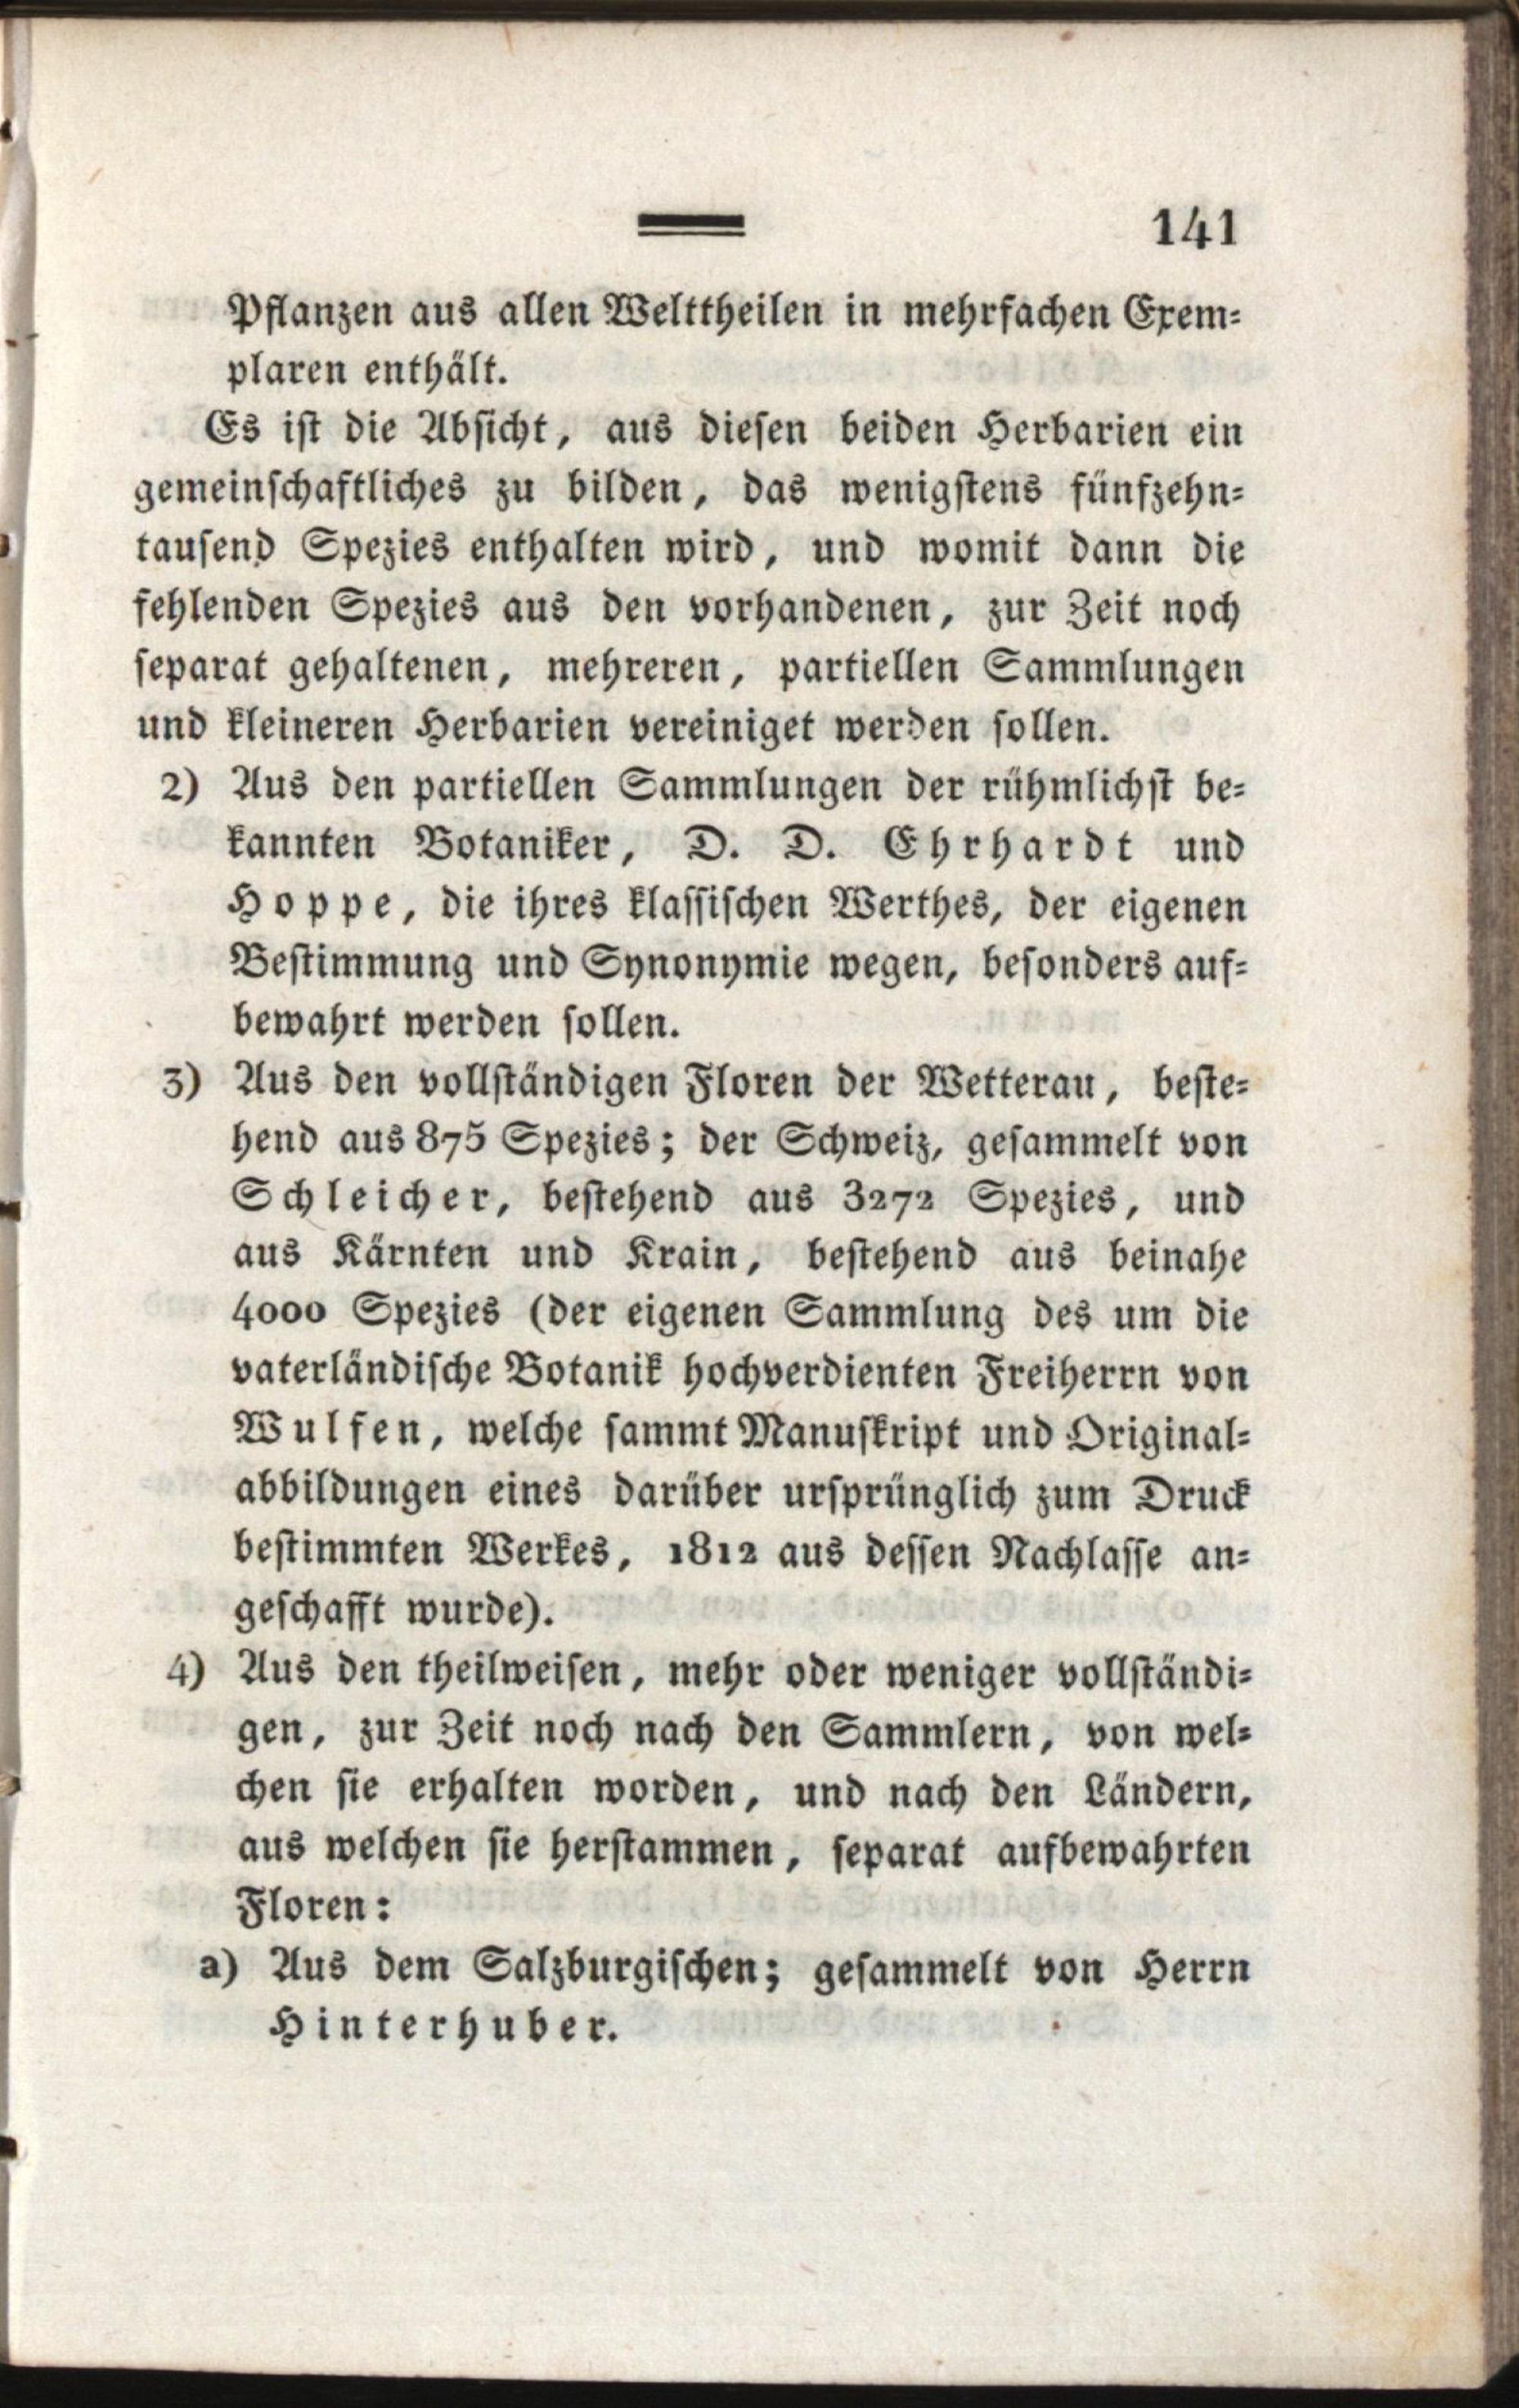 141
Pflanzen aus allen Welttheilen in mehrfachen Exem-
plaren enthält.
Es ist die Absicht, aus diesen beiden Herbarien ein
gemeinschaftliches zu bilden, das wenigstens fünfzehn-
tausend Spezies enthalten wird, und womit dann die
fehlenden Spezies aus den vorhandenen, zur Zeit noch
separat gehaltenen, mehreren, partiellen Sammlungen
und kleineren Herbarien vereiniget werden sollen.
2) Aus den partiellen Sammlungen der rühmlichst be-
kannten Botaniker, D. D. Ehrhardt und
Hoppe, die ihres klassischen Werthes, der eigenen
Bestimmung und Synonymie wegen, besonders auf-
bewahrt werden sollen.
3) Aus den vollständigen Floren der Wetterau, beste-
hend aus 875 Spezies; der Schweiz, gesammelt von
Schleicher, bestehend aus 3272 Spezies, und
aus Kärnten und Krain, bestehend aus beinahe
4000 Spezies (der eigenen Sammlung des um die
vaterländische Botanik hochverdienten Freiherrn von
Wulfen, welche sammt Manuskript und Original-
abbildungen eines darüber ursprünglich zum Druck
bestimmten Werkes, 1812 aus dessen Nachlasse an-
geschafft wurde).
4) Aus den theilweisen, mehr oder weniger vollständi-
gen, zur Zeit noch nach den Sammlern, von wel-
chen sie erhalten worden, und nach den Ländern,
aus welchen sie herstammen, separat aufbewahrten
Floren:
a) Aus dem Salzburgischen; gesammelt von Herrn
Hinterhuber.